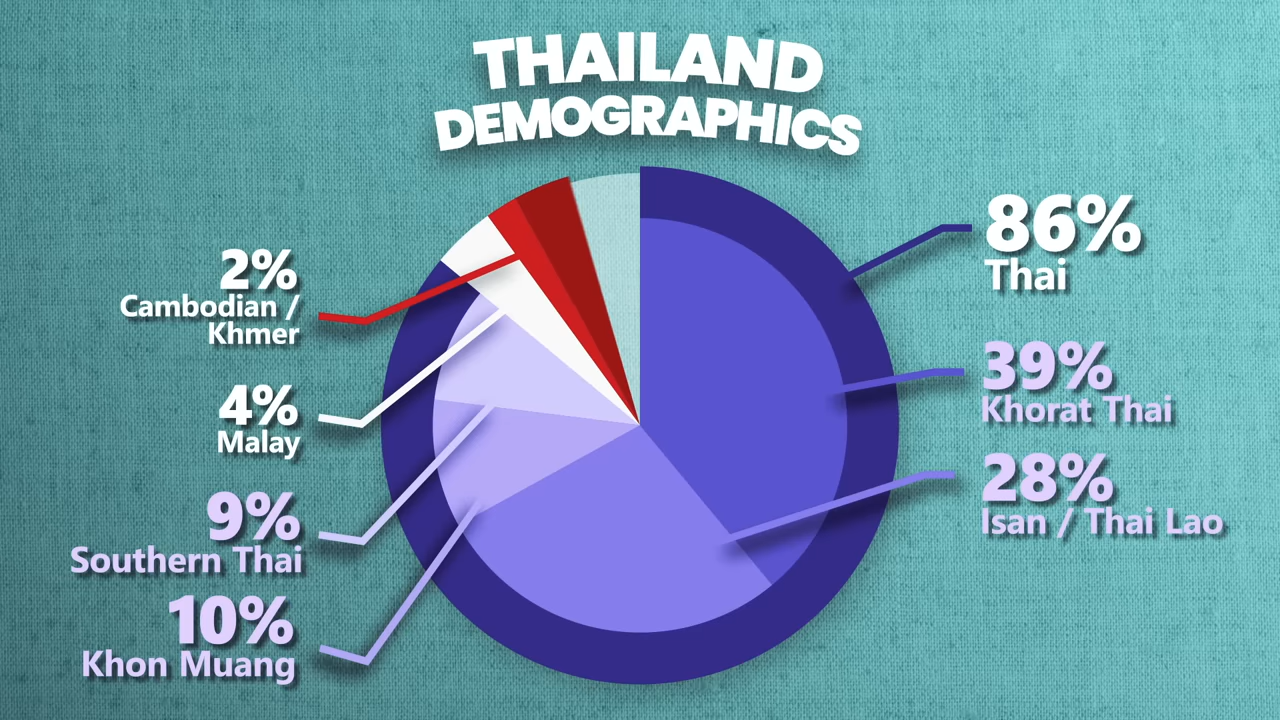 THAILAND
DEMOGRAPHICS
86%
Thai
39%
Khorat Thai
28%
Isan / Thai Lao
2%
Cambodian /
Khmer
4%
Malay
9%
Southern Thai
10%
Khon Muang